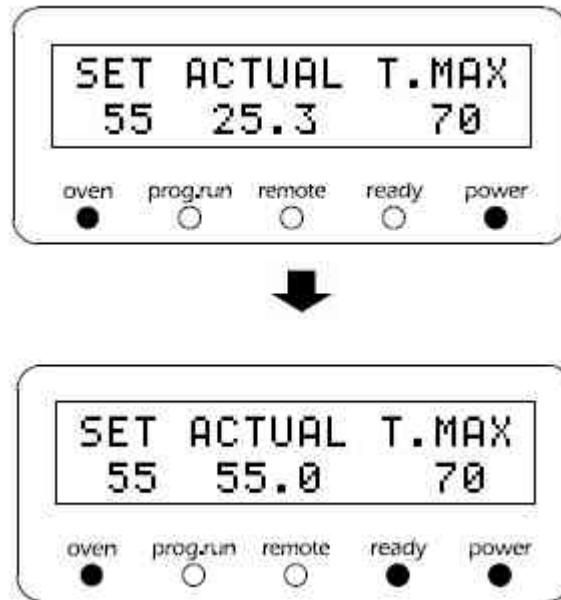 SET ACTUAL T.MAX
55 25.3 70
oven prog.run remote ready power
SET ACTUAL T.MAX
55 55.0 70
oven prog.run remote ready power